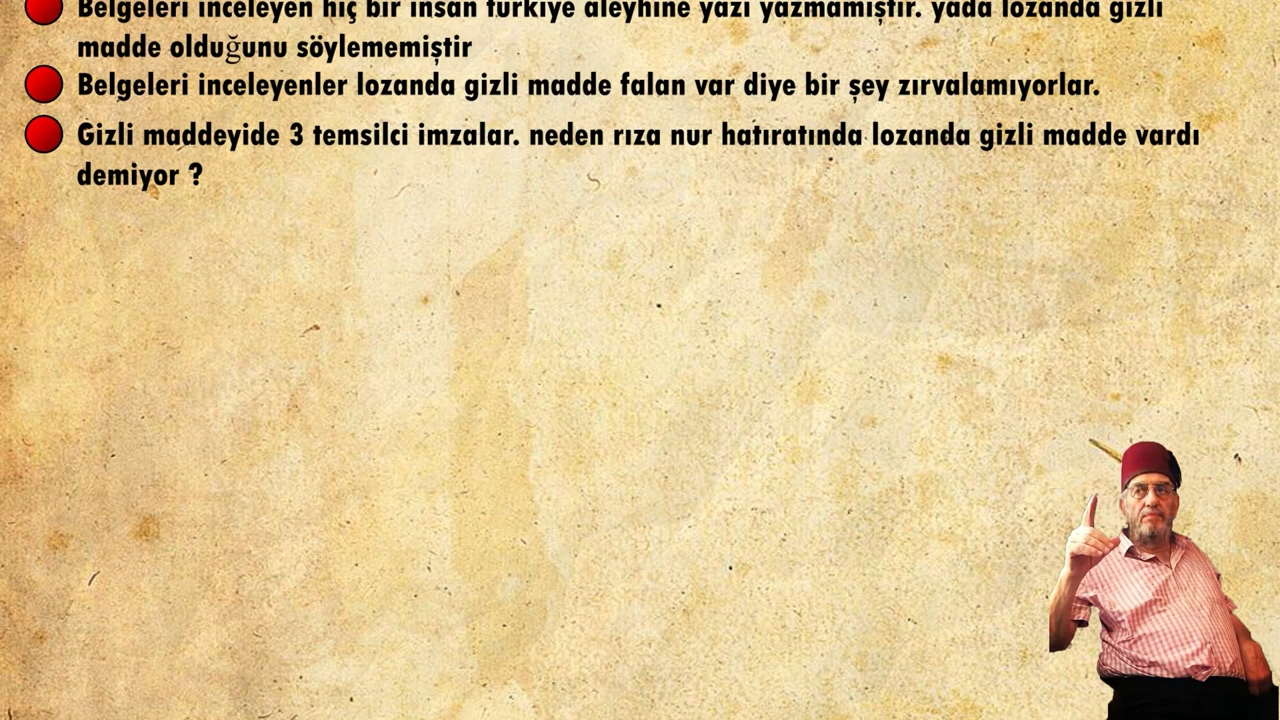 Belgeleri inceleyen hiç bir insan türkiye aleyhine yazı yazmamıştır. yada lozanda gizli
madde olduğunu söylememiştir
Belgeleri inceleyenler lozanda gizli madde falan var diye bir şey zırvalamıyorlar.
Gizli maddeyide 3 temsilci imzalar. neden rıza nur hatıratında lozanda gizli madde vardı
demiyor ?